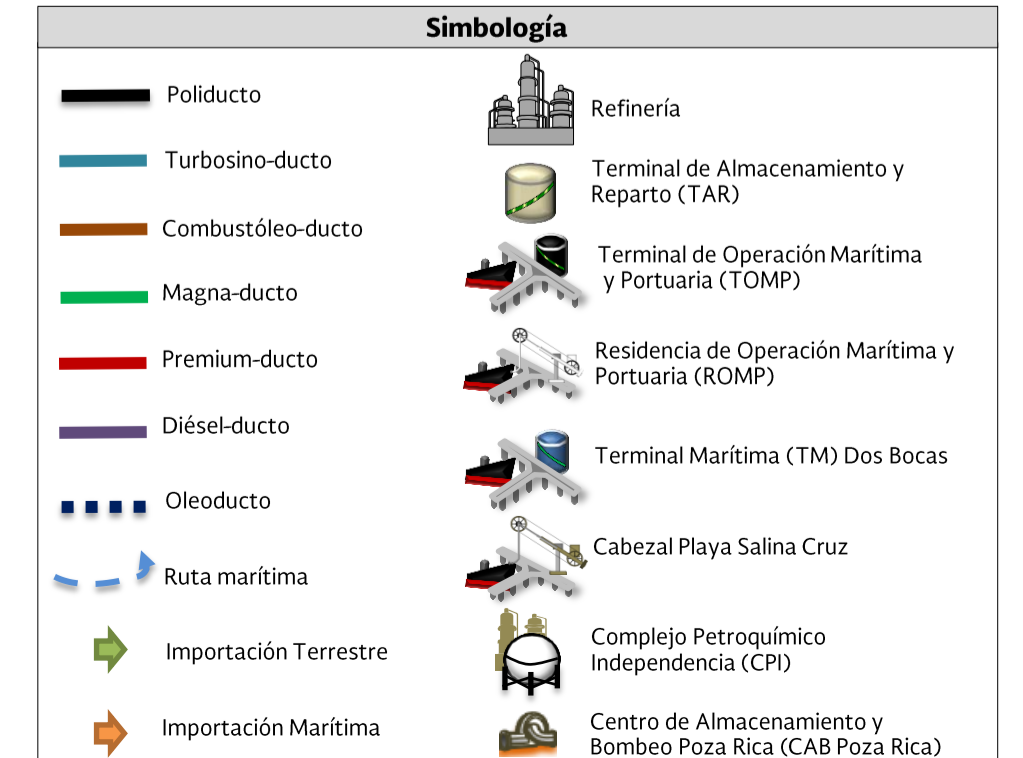 Simbología
Poliducto
Turbosino-ducto
Combustóleo-ducto
Magna-ducto
Premium-ducto
Diésel-ducto
Oleoducto
Ruta marítima
Importación Terrestre
Importación Marítima
Refinería
Terminal de Almacenamiento y
Reparto (TAR)
Terminal de Operación Marítima
y Portuaria (TOMP)
Residencia de Operación Marítima y
Portuaria (ROMP)
Terminal Marítima (TM) Dos Bocas
Cabezal Playa Salina Cruz
Complejo Petroquímico
Independencia (CPI)
Centro de Almacenamiento y
Bombeo Poza Rica (CAB Poza Rica)